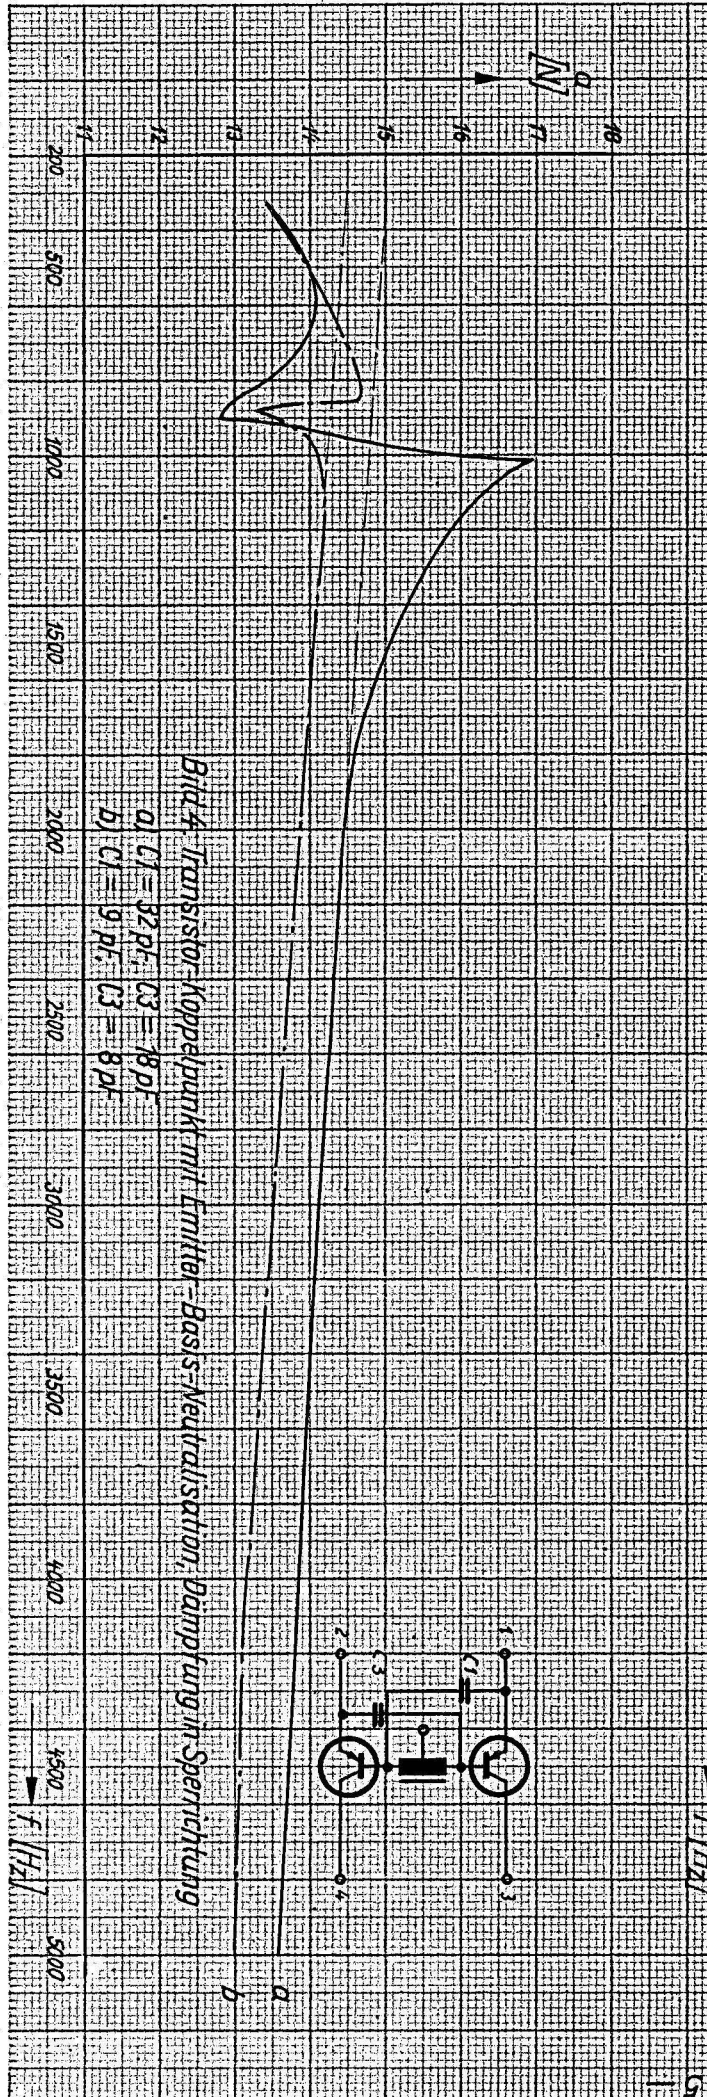 a
[N]
18
17
16
15
14
13
12
11
200
500
1000
1500
2000
2500
3000
3500
4000
4500
5000
f [Hz]
f [Hz]
a
b
1
2
3
4
C1
C3
Bild 4: Transistor-Koppelpunkt mit Emitter-Basis-Neutralisation, Dämpfung in Sperrichtung
a) C1 = 32 pF, C3 = 18 pF
b) C1 = 9 pF, C3 = 8 pF
5